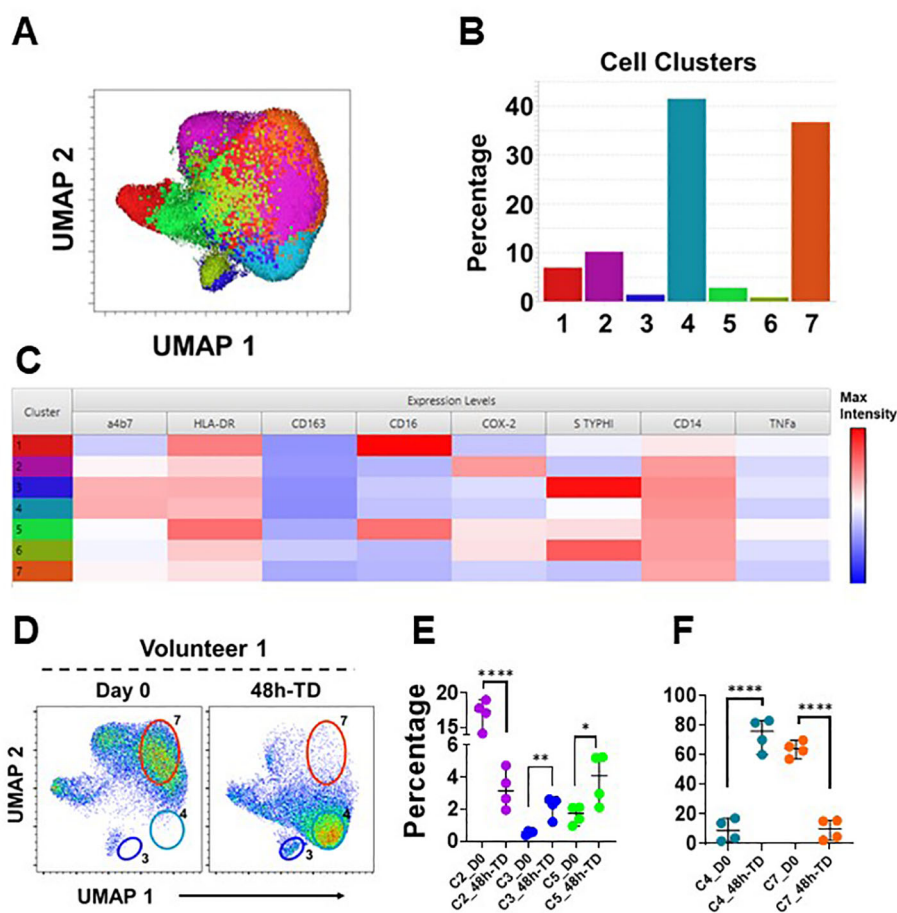 A
UMAP 2
UMAP 1
B
Cell Clusters
Percentage
40
30
20
10
0
1 2 3 4 5 6 7
C
Cluster
Expression Levels
a4b7 HLA-DR CD163 CD16 COX-2 S TYPHI CD14 TNFa
1
2
3
4
5
6
7
Max
Intensity
D
Volunteer 1
Day 0 48h-TD
7
4
3
7
4
3
UMAP 2
UMAP 1
E
Percentage
20
15
10
6
4
2
0
**** ** *
C2_D0
C2_48h-TD
C3_D0
C3_48h-TD
C5_D0
C5_48h-TD
F
100
80
60
40
20
0
**** ****
C4_D0
C4_48h-TD
C7_D0
C7_48h-TD